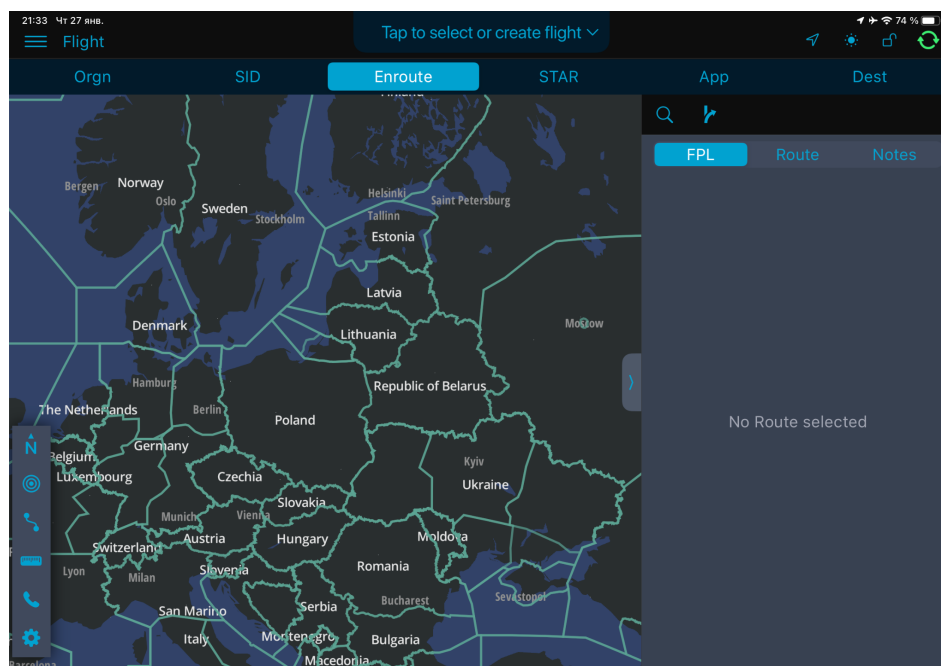 21:33 Чт 27 янв.
74 %
Flight
Tap to select or create flight
Orgn
SID
Enroute
STAR
App
Dest
FPL
Route
Notes
No Route selected
Finland
Bergen
Norway
Oslo
Sweden
Stockholm
Helsinki
Saint Petersburg
Tallinn
Estonia
Latvia
Denmark
Lithuania
Moscow
Hamburg
Republic of Belarus
The Netherlands
Berlin
Poland
N
Belgium
Germany
Kyiv
Luxembourg
Czechia
Ukraine
Slovakia
Munich
Vienna
Switzerland
Austria
Hungary
Moldova
Lyon
Milan
Slovenia
Romania
San Marino
Serbia
Bucharest
Sevastopol
Italy
Montenegro
Bulgaria
Macedonia
Barcelona